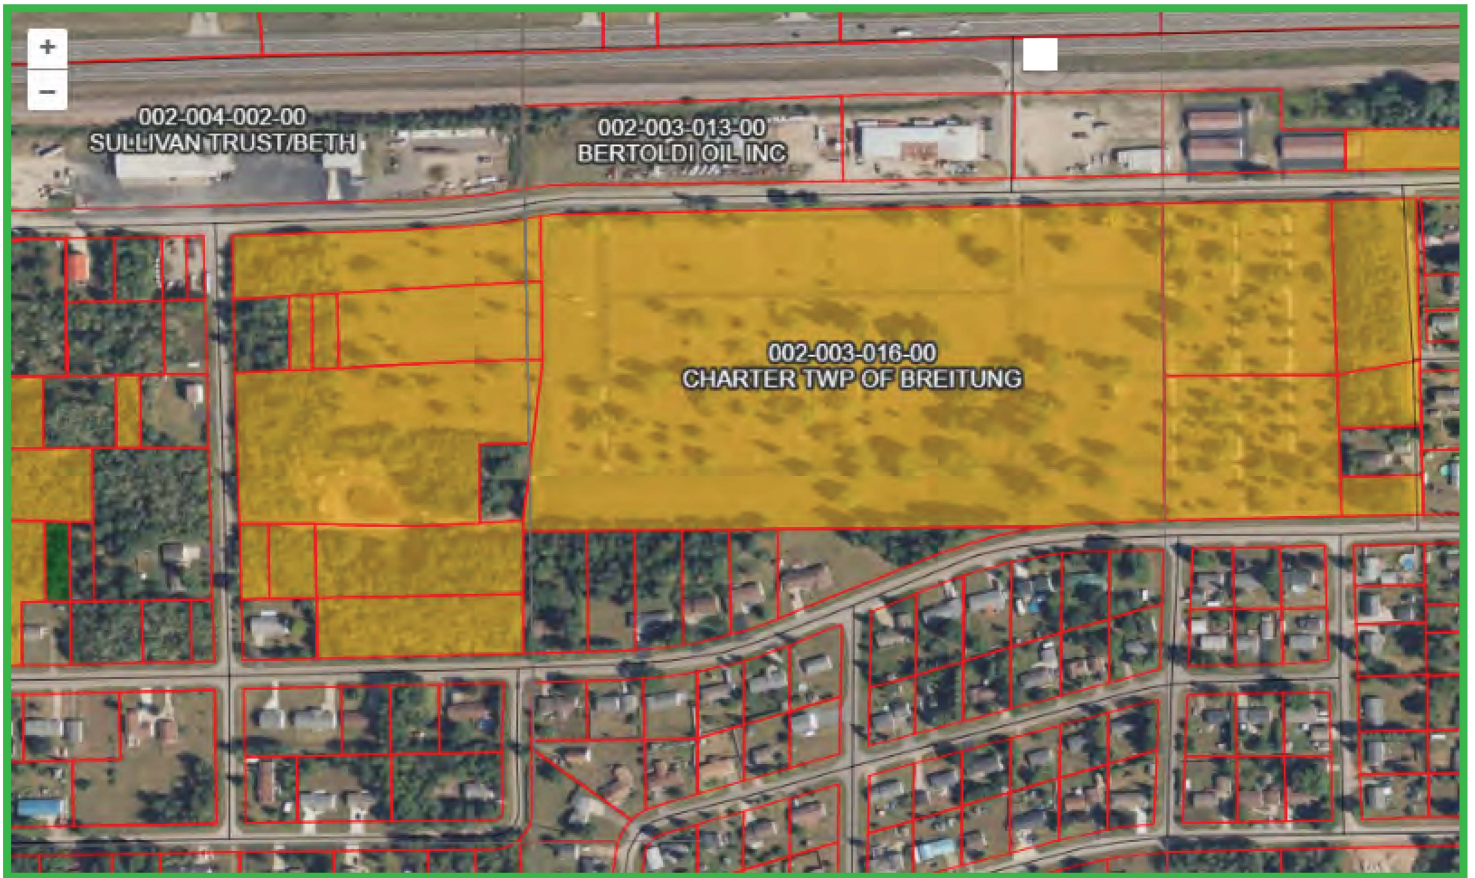 +
−
002-004-002-00
SULLIVAN TRUST/BETH
002-003-013-00
BERTOLDI OIL INC
002-003-016-00
CHARTER TWP OF BREITUNG